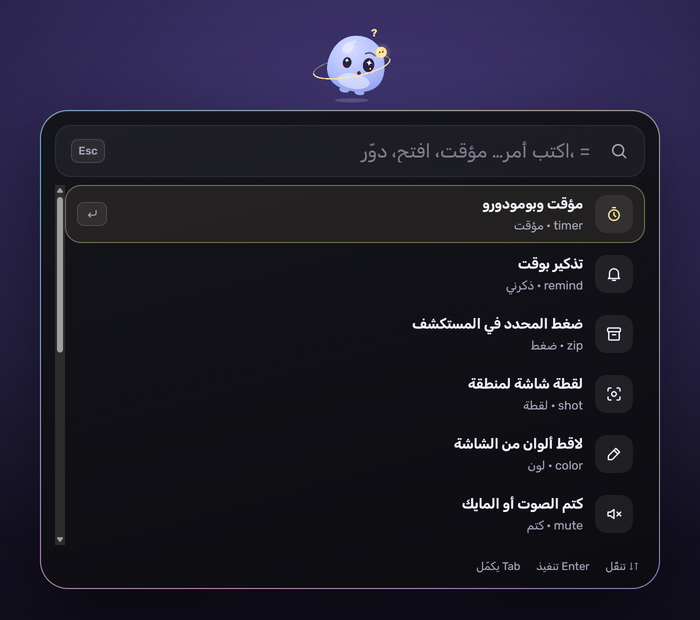 ?
اكتب أمر... مؤقت، افتح، دوّر، =
Esc
مؤقت وبومودورو
timer • مؤقت
تذكير بوقت
remind • ذكرني
ضغط المحدد في المستكشف
zip • ضغط
لقطة شاشة لمنطقة
shot • لقطة
لاقط ألوان من الشاشة
color • لون
كتم الصوت أو المايك
mute • كتم
↑↓ تنقّل Enter تنفيذ Tab يكمّل